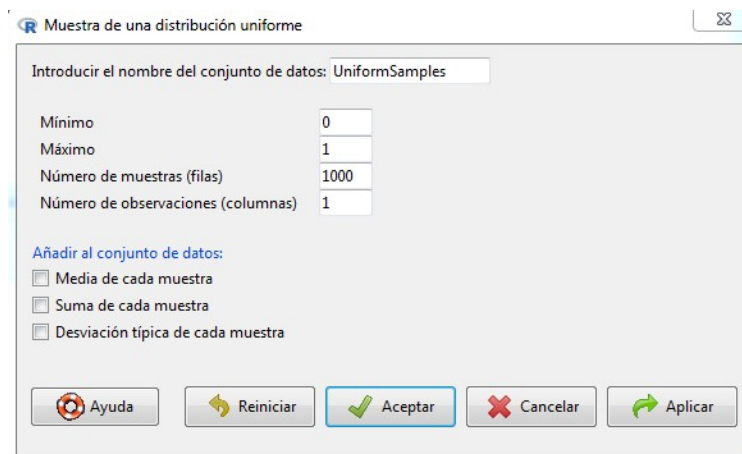 Muestra de una distribución uniforme
Introducir el nombre del conjunto de datos: UniformSamples
Mínimo 0
Máximo 1
Número de muestras (filas) 1000
Número de observaciones (columnas) 1
Añadir al conjunto de datos:
Media de cada muestra
Suma de cada muestra
Desviación típica de cada muestra
Ayuda Reiniciar Aceptar Cancelar Aplicar